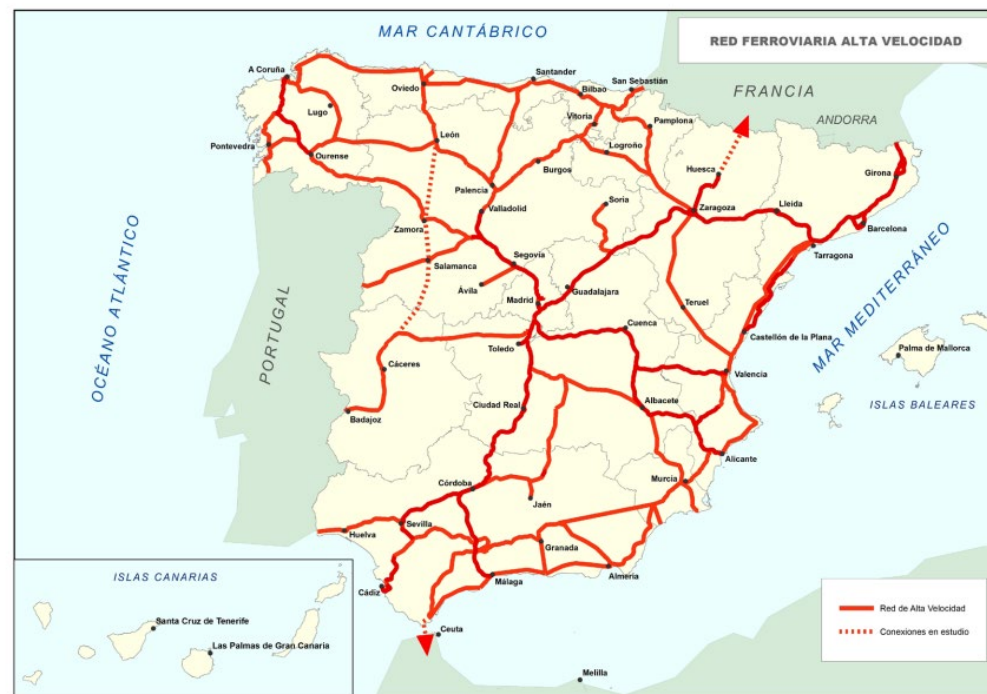 RED FERROVIARIA ALTA VELOCIDAD
MAR CANTÁBRICO
FRANCIA
ANDORRA
A Coruña
Oviedo
Santander
San Sebastián
Bilbao
Lugo
Vitoria
Pamplona
León
Logroño
Pontevedra
Ourense
Huesca
Girona
Burgos
Palencia
Soria
Valladolid
Zaragoza
Lleida
Barcelona
Zamora
Tarragona
Segovía
Salamanca
Ávila
Guadalajara
Madrid
Teruel
Cuenca
Castellón de la Plana
Toledo
Palma de Mallorca
Cáceres
Valencia
Badajoz
Ciudad Real
Albacete
Alicante
Murcia
Córdoba
Jaén
Sevilla
Huelva
Granada
Almería
Málaga
Cádiz
Ceuta
Melilla
OCÉANO ATLÁNTICO
PORTUGAL
MAR MEDITERRÁNEO
ISLAS BALEARES
ISLAS CANARIAS
Santa Cruz de Tenerife
Las Palmas de Gran Canaria
Red de Alta Velocidad
Conexiones en estudio